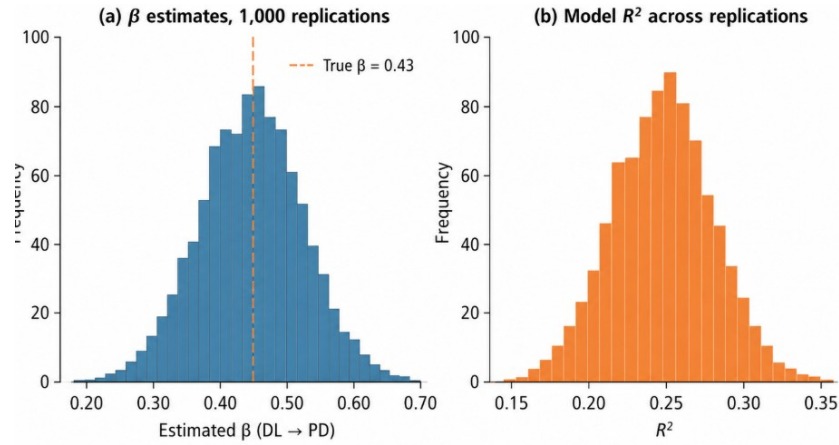 (a) β estimates, 1,000 replications
True β = 0.43
100
80
60
40
20
0
0.20 0.30 0.40 0.50 0.60 0.70
Estimated β (DL → PD)
(b) Model R² across replications
Frequency
100
80
60
40
20
0
0.15 0.20 0.25 0.30 0.35
R²